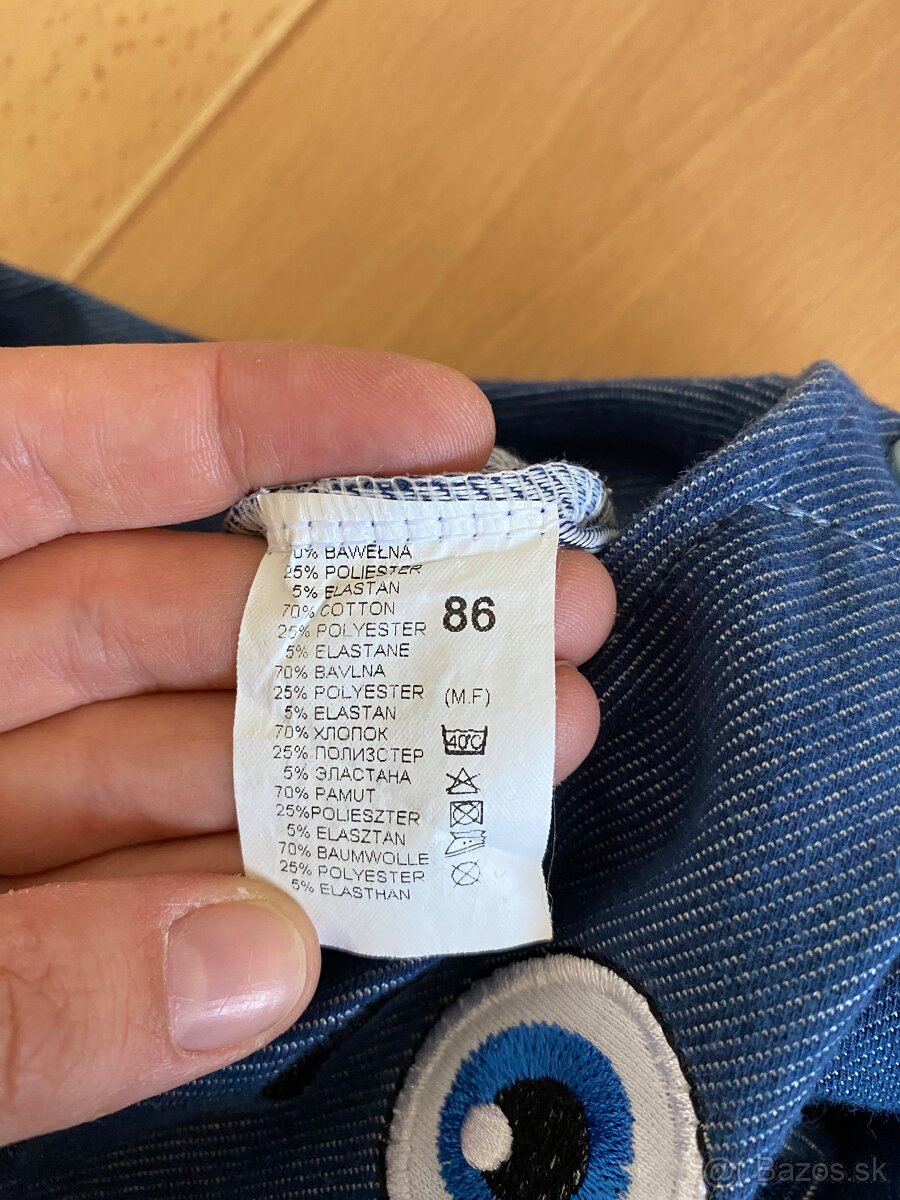 0% BAWEŁNA
25% POLIESTER
5% ELASTAN
70% COTTON
25% POLYESTER
5% ELASTANE
70% BAVLNA
25% POLYESTER
5% ELASTAN
70% ХЛОПОК
25% ПОЛИЗСТЕР
5% ЭЛАСТАНА
70% PAMUT
25%POLIESZTER
5% ELASZTAN
70% BAUMWOLLE
25% POLYESTER
5% ELASTHAN
86
(M.F)
40°C
Bazos.sk